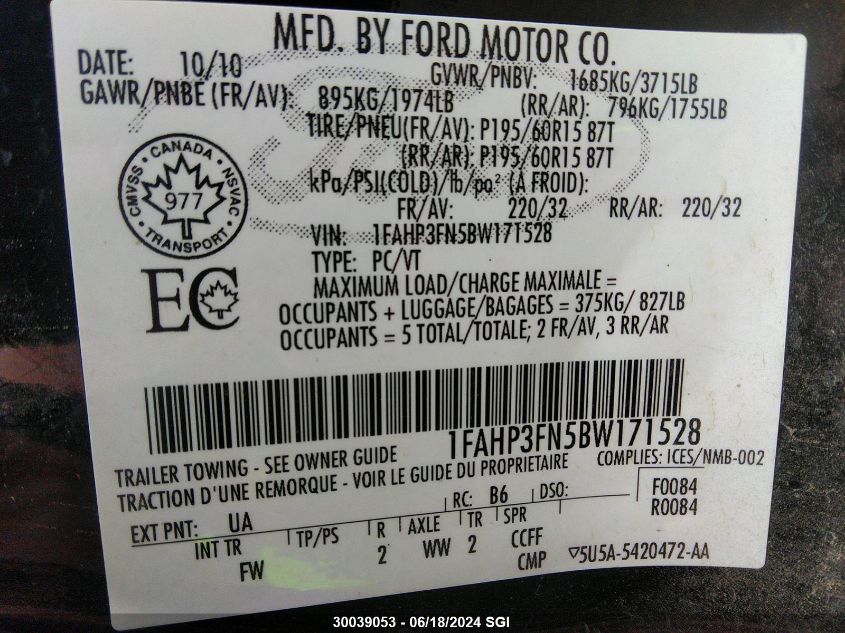 MFD. BY FORD MOTOR CO.
DATE: 10/10 GVWR/PNBV: 1685KG/3715LB
GAWR/PNBE (FR/AV): 895KG/1974LB (RR/AR): 796KG/1755LB
TIRE/PNEU(FR/AV): P195/60R15 87T
(RR/AR): P195/60R15 87T
kPa/PSI(COLD)/lb/po² (A FROID):
FR/AV: 220/32 RR/AR: 220/32
VIN: 1FAHP3FN5BW171528
TYPE: PC/VT
CMVSS • CANADA • NSVAC • TRANSPORT •
977
EC
MAXIMUM LOAD/CHARGE MAXIMALE =
OCCUPANTS + LUGGAGE/BAGAGES = 375KG/ 827LB
OCCUPANTS = 5 TOTAL/TOTALE; 2 FR/AV, 3 RR/AR
1FAHP3FN5BW171528
TRAILER TOWING - SEE OWNER GUIDE COMPLIES: ICES/NMB-002
TRACTION D'UNE REMORQUE - VOIR LE GUIDE DU PROPRIETAIRE
RC: B6 DSO: F0084
EXT PNT: UA R0084
INT TR TP/PS R AXLE TR SPR
FW 2 WW 2 CCFF
CMP ▽5U5A-5420472-AA
30039053 - 06/18/2024 SGI